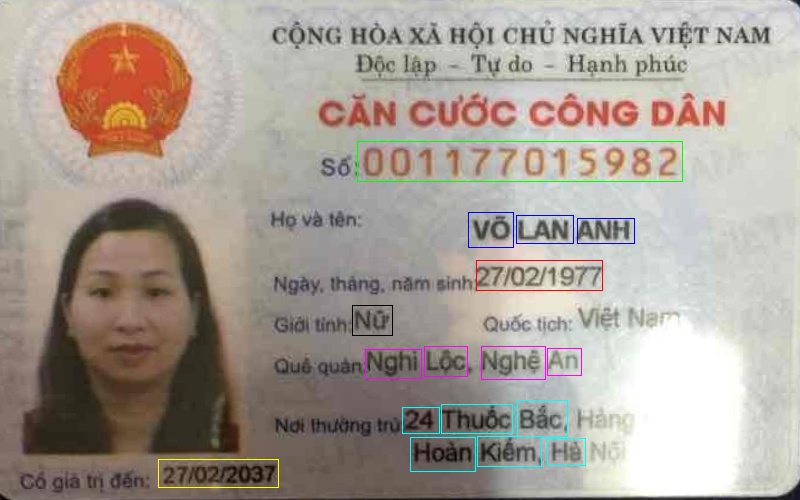 CỘNG HÒA XÃ HỘI CHỦ NGHĨA VIỆT NAM
Độc lập - Tự do - Hạnh phúc
CĂN CƯỚC CÔNG DÂN
Số: 001177015982
Họ và tên:
VÕ LAN ANH
Ngày, tháng, năm sinh: 27/02/1977
Giới tính: Nữ Quốc tịch: Việt Nam
Quê quán: Nghi Lộc, Nghệ An
Nơi thường trú: 24 Thuốc Bắc, Hàng
Hoàn Kiếm, Hà Nội
Có giá trị đến: 27/02/2037